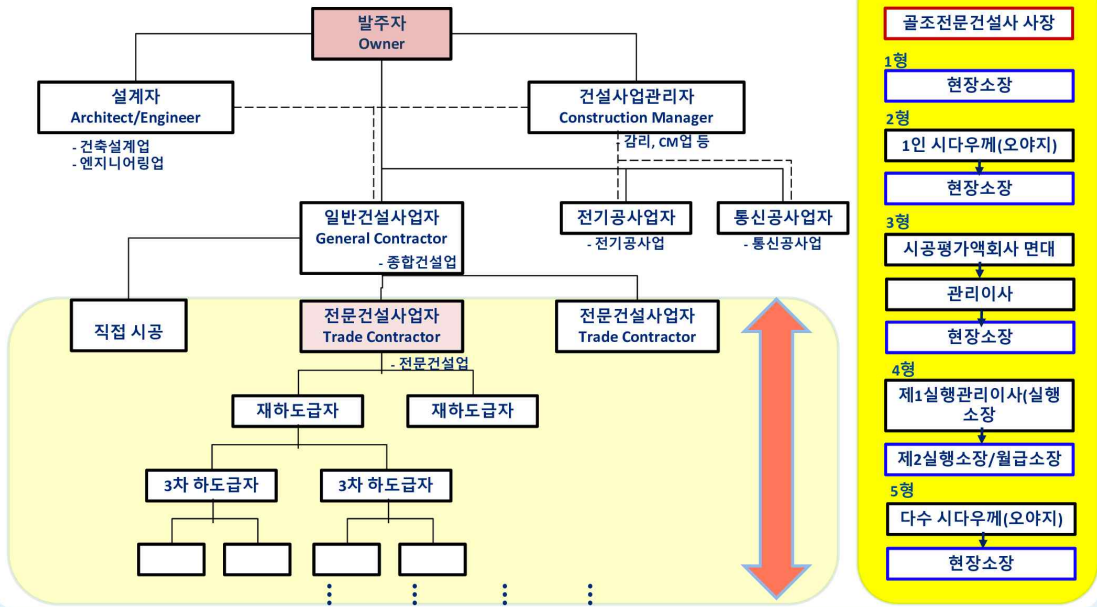 발주자
Owner
설계자
Architect/Engineer
- 건축설계업
- 엔지니어링업
건설사업관리자
Construction Manager
- 감리, CM업 등
일반건설사업자
General Contractor
- 종합건설업
전기공사업자
- 전기공사업
통신공사업자
- 통신공사업
직접 시공
전문건설사업자
Trade Contractor
- 전문건설업
전문건설사업자
Trade Contractor
재하도급자
재하도급자
3차 하도급자
3차 하도급자
골조전문건설사 사장
1형
현장소장
2형
1인 시다우께(오야지)
현장소장
3형
시공평가액회사 면대
관리이사
현장소장
4형
제1실행관리이사(실행
소장
제2실행소장/월급소장
5형
다수 시다우께(오야지)
현장소장